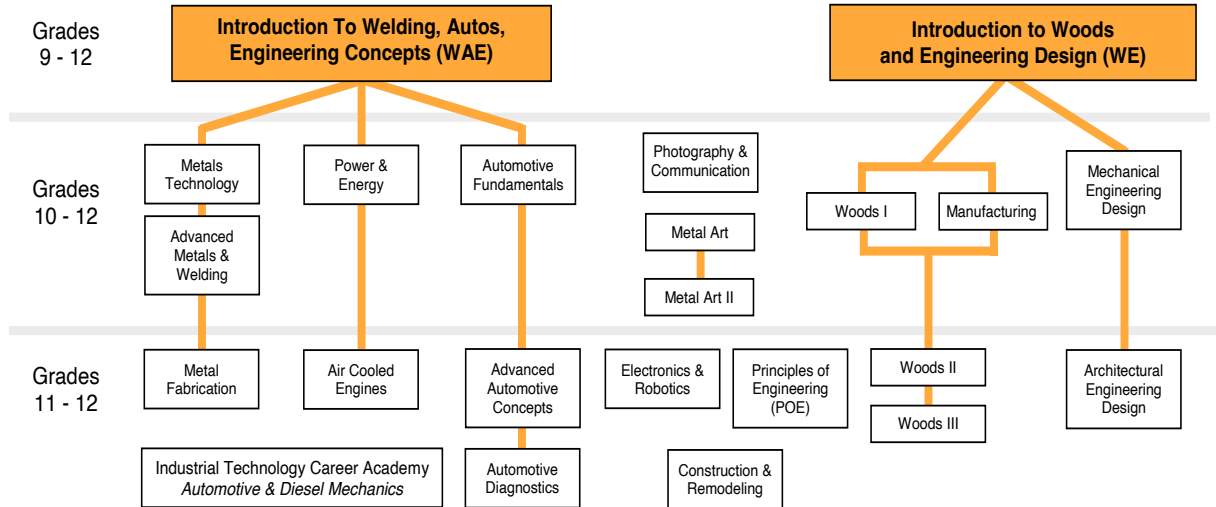 Grades
9 - 12
Introduction To Welding, Autos,
Engineering Concepts (WAE)
Introduction to Woods
and Engineering Design (WE)
Grades
10 - 12
Metals
Technology
Power &
Energy
Automotive
Fundamentals
Photography &
Communication
Mechanical
Engineering
Design
Advanced
Metals &
Welding
Metal Art
Woods I
Manufacturing
Metal Art II
Grades
11 - 12
Metal
Fabrication
Air Cooled
Engines
Advanced
Automotive
Concepts
Electronics &
Robotics
Principles of
Engineering
(POE)
Woods II
Woods III
Architectural
Engineering
Design
Industrial Technology Career Academy
Automotive & Diesel Mechanics
Automotive
Diagnostics
Construction &
Remodeling